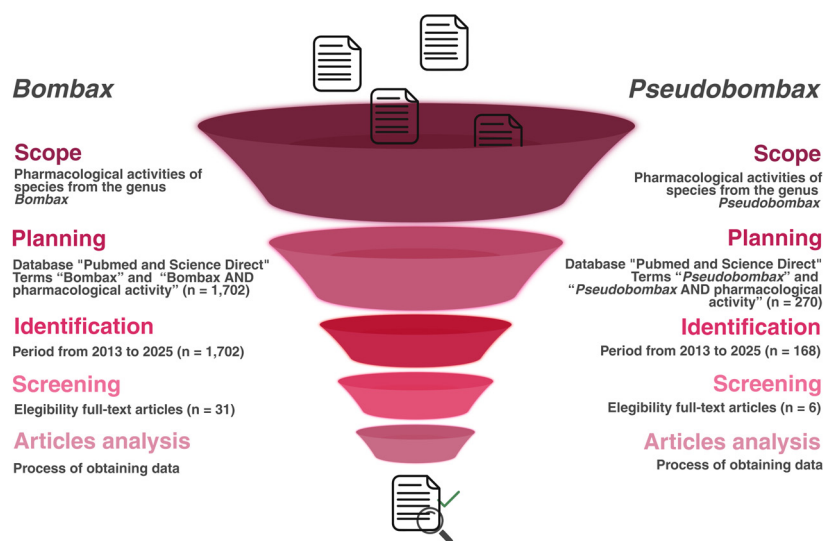 Bombax
Scope
Pharmacological activities of
species from the genus
Bombax
Planning
Database "Pubmed and Science Direct"
Terms “Bombax” and “Bombax AND
pharmacological activity” (n = 1,702)
Identification
Period from 2013 to 2025 (n = 1,702)
Screening
Elegibility full-text articles (n = 31)
Articles analysis
Process of obtaining data
Pseudobombax
Scope
Pharmacological activities of
species from the genus
Pseudobombax
Planning
Database "Pubmed and Science Direct"
Terms “Pseudobombax” and
“Pseudobombax AND pharmacological
activity” (n = 270)
Identification
Period from 2013 to 2025 (n = 168)
Screening
Elegibility full-text articles (n = 6)
Articles analysis
Process of obtaining data